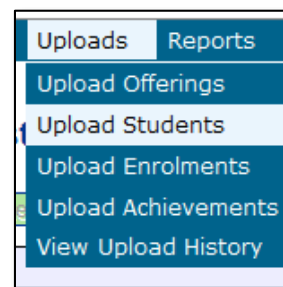 Uploads Reports
Upload Offerings
Upload Students
Upload Enrolments
Upload Achievements
View Upload History